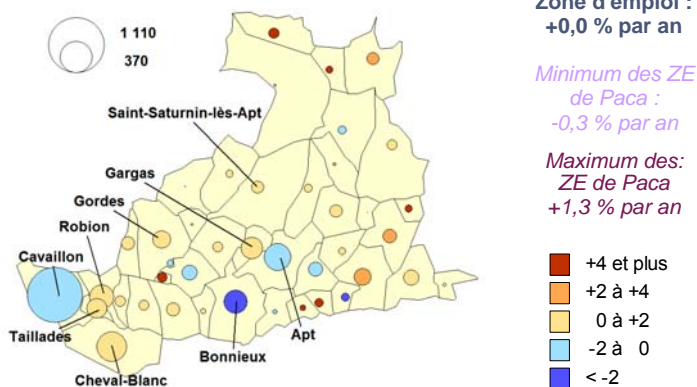 Zone d'emploi :
+0,0 % par an
1 110
370
Minimum des ZE
de Paca :
-0,3 % par an
Saint-Saturnin-lès-Apt
Maximum des:
ZE de Paca
+1,3 % par an
Gargas
Gordes
Robion
Cavaillon
Taillades
Apt
Bonnieux
Cheval-Blanc
+4 et plus
+2 à +4
0 à +2
-2 à 0
< -2